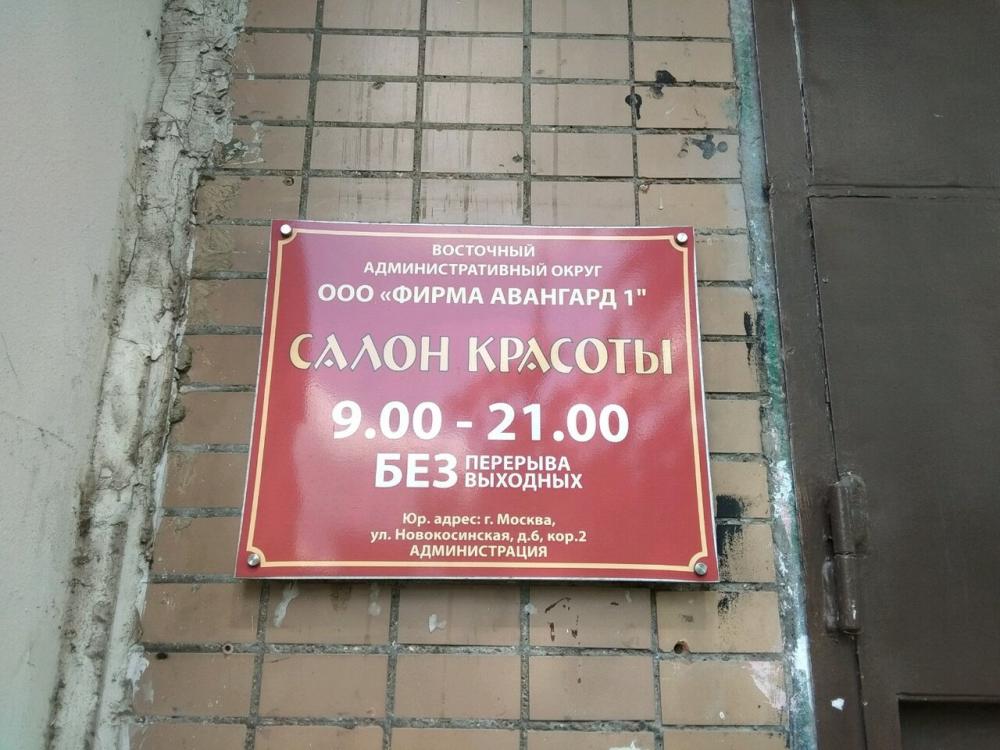 ВОСТОЧНЫЙ
АДМИНИСТРАТИВНЫЙ ОКРУГ
ООО «ФИРМА АВАНГАРД 1"
САЛОН КРАСОТЫ
9.00 - 21.00
БЕЗ ПЕРЕРЫВА
ВЫХОДНЫХ
Юр. адрес: г. Москва,
ул. Новокосинская, д.6, кор.2
АДМИНИСТРАЦИЯ